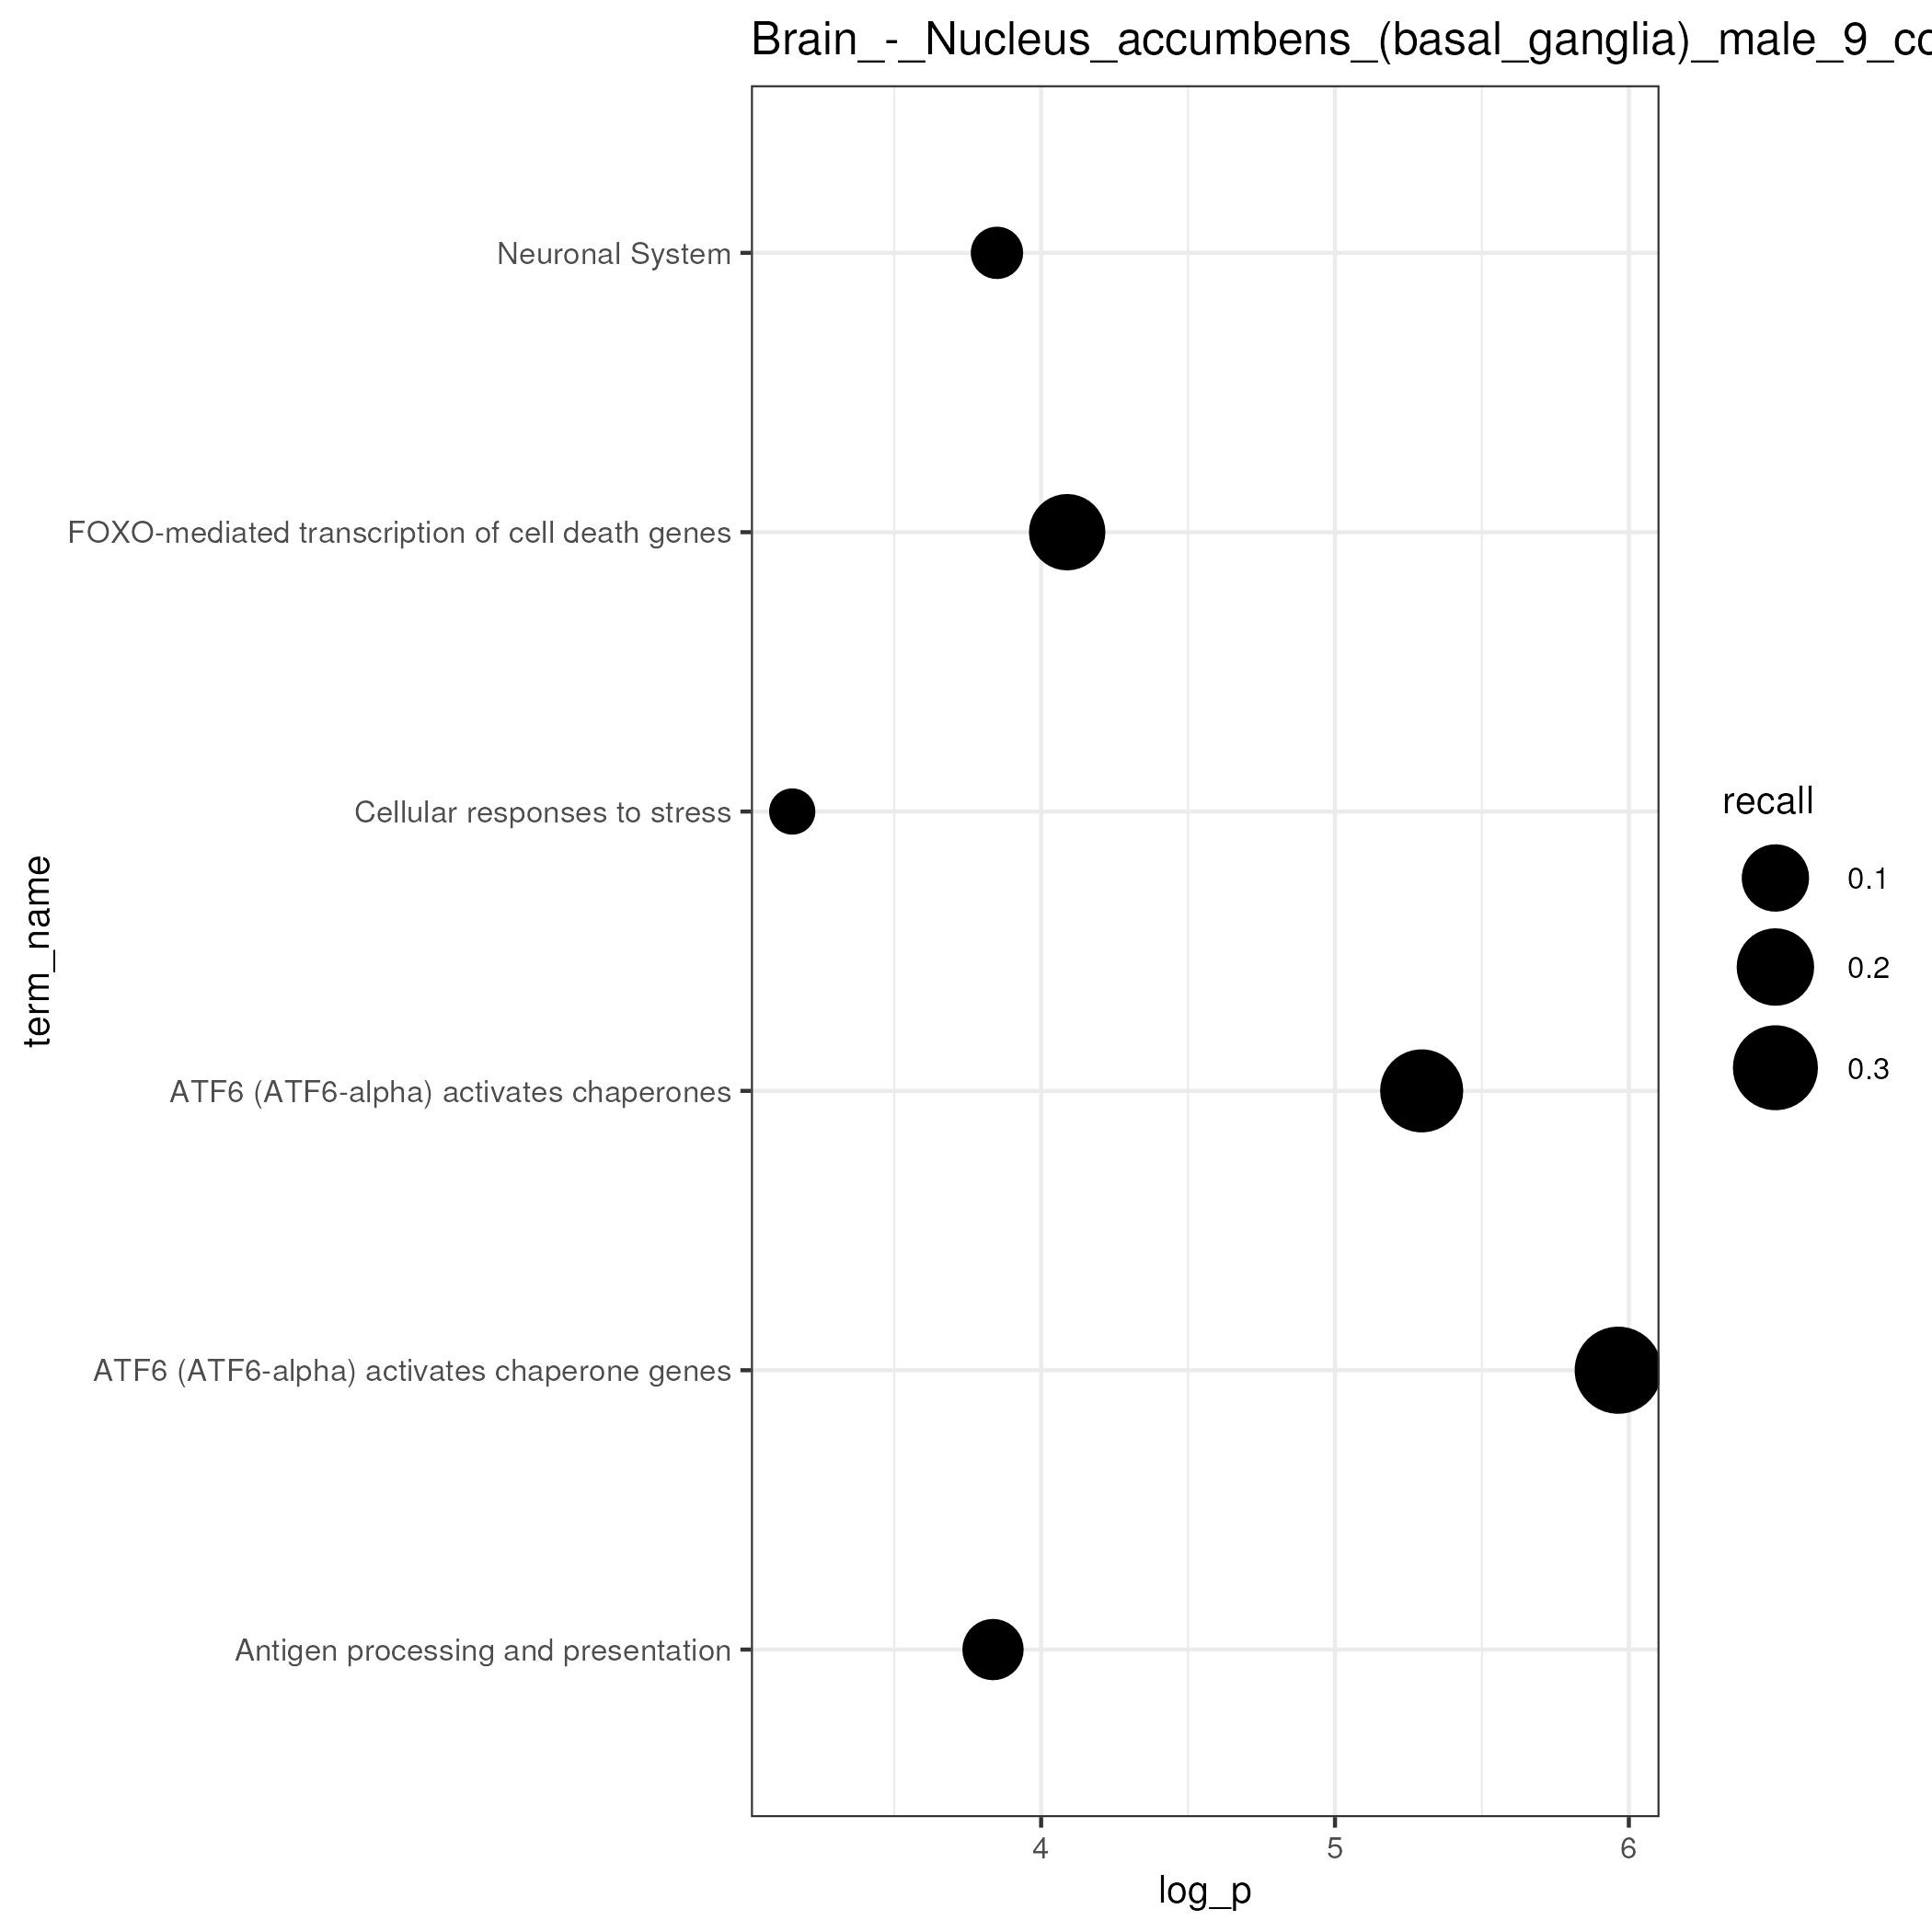 Brain_-_Nucleus_accumbens_(basal_ganglia)_male_9_cc
Neuronal System
FOXO-mediated transcription of cell death genes
Cellular responses to stress
ATF6 (ATF6-alpha) activates chaperones
ATF6 (ATF6-alpha) activates chaperone genes
Antigen processing and presentation
term_name
4
5
6
log_p
recall
0.1
0.2
0.3